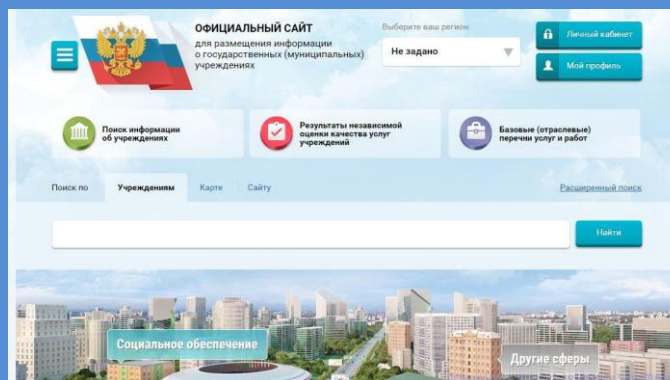 ОФИЦИАЛЬНЫЙ САЙТ
для размещения информации
о государственных (муниципальных)
учреждениях
Выберите ваш регион
Не задано
Личный кабинет
Мой профиль
Поиск информации
об учреждениях
Результаты независимой
оценки качества услуг
учреждений
Базовые (отраслевые)
перечни услуг и работ
Поиск по Учреждениям Карте Сайту Расширенный поиск
Найти
Социальное обеспечение
Другие сферы